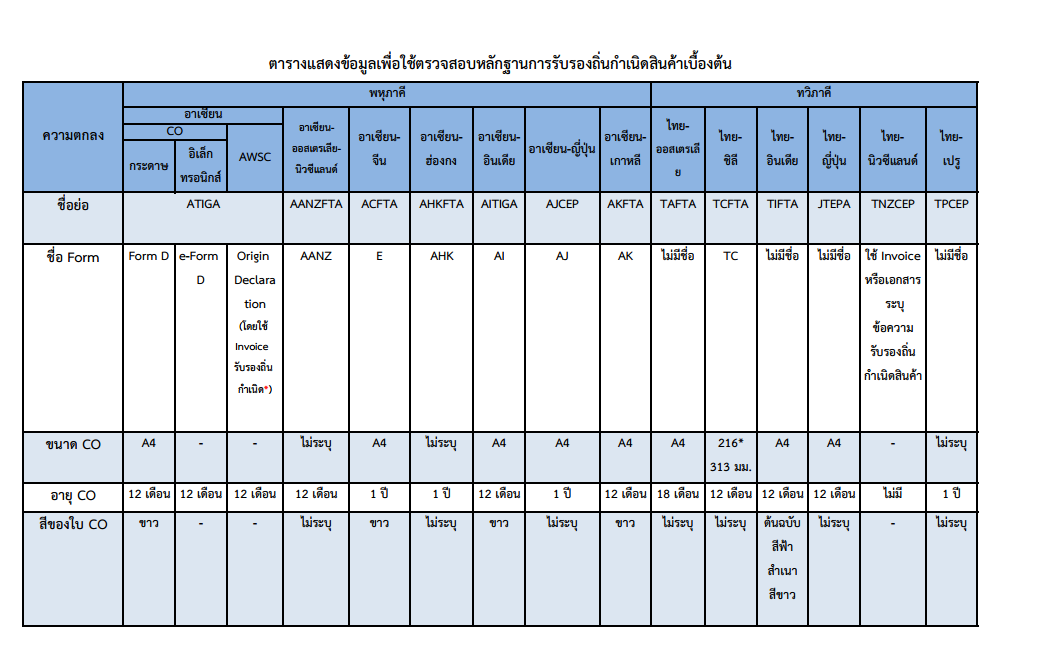 ตารางแสดงข้อมูลเพื่อใช้ตรวจสอบหลักฐานการรับรองถิ่นกำเนิดสินค้าเบื้องต้น
ความตกลง
พหุภาคี
ทวิภาคี
อาเซียน
CO
กระดาษ
อิเล็ก
ทรอนิกส์
AWSC
อาเซียน-
ออสเตรเลีย-
นิวซีแลนด์
อาเซียน-
จีน
อาเซียน-
ฮ่องกง
อาเซียน-
อินเดีย
อาเซียน-ญี่ปุ่น
อาเซียน-
เกาหลี
ไทย-
ออสเตรเลี
ย
ไทย-
ชิลี
ไทย-
อินเดีย
ไทย-
ญี่ปุ่น
ไทย-
นิวซีแลนด์
ไทย-
เปรู
ชื่อย่อ
ATIGA
AANZFTA
ACFTA
AHKFTA
AITIGA
AJCEP
AKFTA
TAFTA
TCFTA
TIFTA
JTEPA
TNZCEP
TPCEP
ชื่อ Form
Form D
e-Form
D
Origin
Declara
tion
(โดยใช้
Invoice
รับรองถิ่น
กำเนิด*)
AANZ
E
AHK
AI
AJ
AK
ไม่มีชื่อ
TC
ไม่มีชื่อ
ไม่มีชื่อ
ใช้ Invoice
หรือเอกสาร
ระบุ
ข้อความ
รับรองถิ่น
กำเนิดสินค้า
ไม่มีชื่อ
ขนาด CO
A4
-
-
ไม่ระบุ
A4
ไม่ระบุ
A4
A4
A4
A4
216*
313 มม.
A4
A4
-
ไม่ระบุ
อายุ CO
12 เดือน
12 เดือน
12 เดือน
12 เดือน
1 ปี
1 ปี
12 เดือน
1 ปี
12 เดือน
18 เดือน
12 เดือน
12 เดือน
12 เดือน
ไม่มี
1 ปี
สีของใบ CO
ขาว
-
-
ไม่ระบุ
ขาว
ไม่ระบุ
ขาว
ไม่ระบุ
ขาว
ไม่ระบุ
ไม่ระบุ
ต้นฉบับ
สีฟ้า
สำเนา
สีขาว
ไม่ระบุ
-
ไม่ระบุ